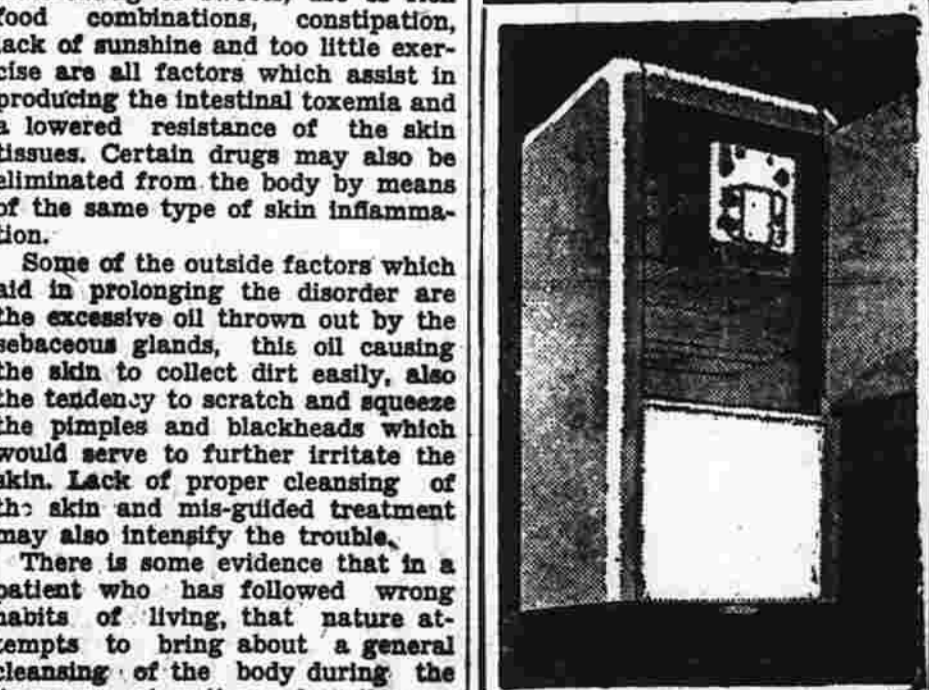 food combinations, constipation,
lack of sunshine and too little exer-
cise are all factors which assist in
producing the intestinal toxemia and
a lowered resistance of the skin
tissues. Certain drugs may also be
eliminated from the body by means
of the same type of skin inflamma-
tion.
Some of the outside factors which
aid in prolonging the disorder are
the excessive oil thrown out by the
sebaceous glands, this oil causing
the skin to collect dirt easily, also
the tendency to scratch and squeeze
the pimples and blackheads which
would serve to further irritate the
skin. Lack of proper cleansing of
the skin and mis-guided treatment
may also intensify the trouble.
There is some evidence that in a
patient who has followed wrong
habits of living, that nature at-
tempts to bring about a general
cleansing of the body during the